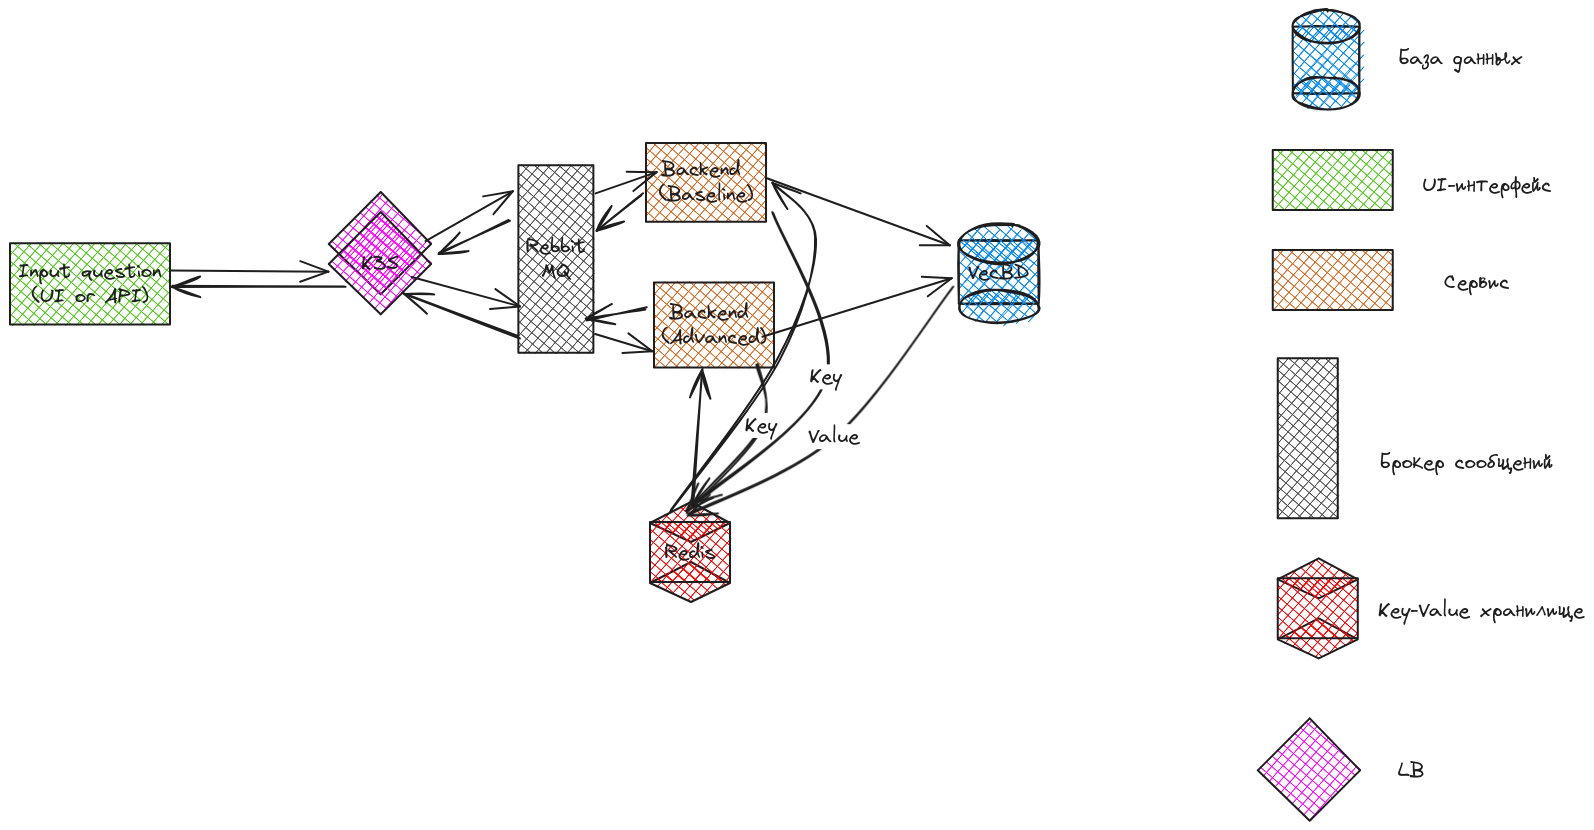 Input question
(UI or API)
K3S
Rebbit
MQ
Backend
(Baseline)
Backend
(Advanced)
VecBD
Key
Key
Value
Redis
База данных
UI-интерфейс
Сервис
Брокер сообщений
Key-Value хранилище
LB